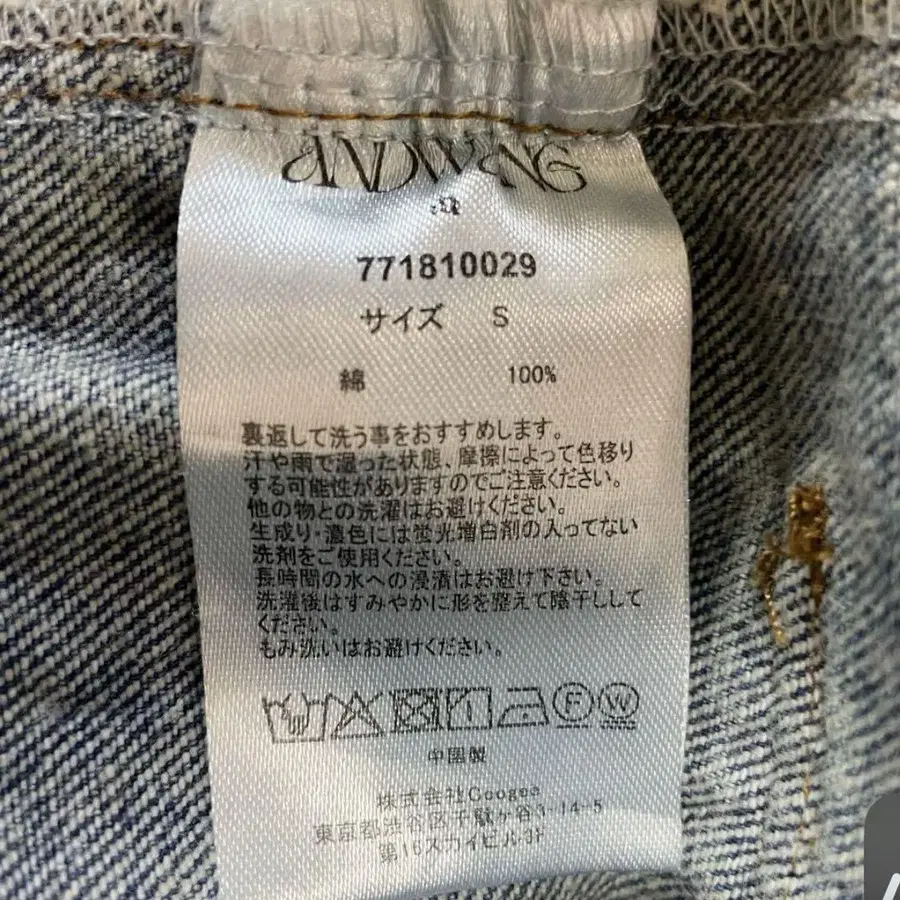 ANDWANG
771810029
サイズ S
綿 100%
裏返して洗う事をおすすめします。
汗や雨で湿った状態、摩擦によって色移り
する可能性がありますのでご注意ください。
他の物との洗濯はお避けください。
生成り・濃色には蛍光増白剤の入ってない
洗剤をご使用ください。
長時間の水への浸漬はお避け下さい。
洗濯後はすみやかに形を整えて陰干しして
ください。
もみ洗いはお避けください。
F W
中国製
株式会社Coogee
東京都渋谷区千駄ヶ谷3-14-5
第16スカイビル3F